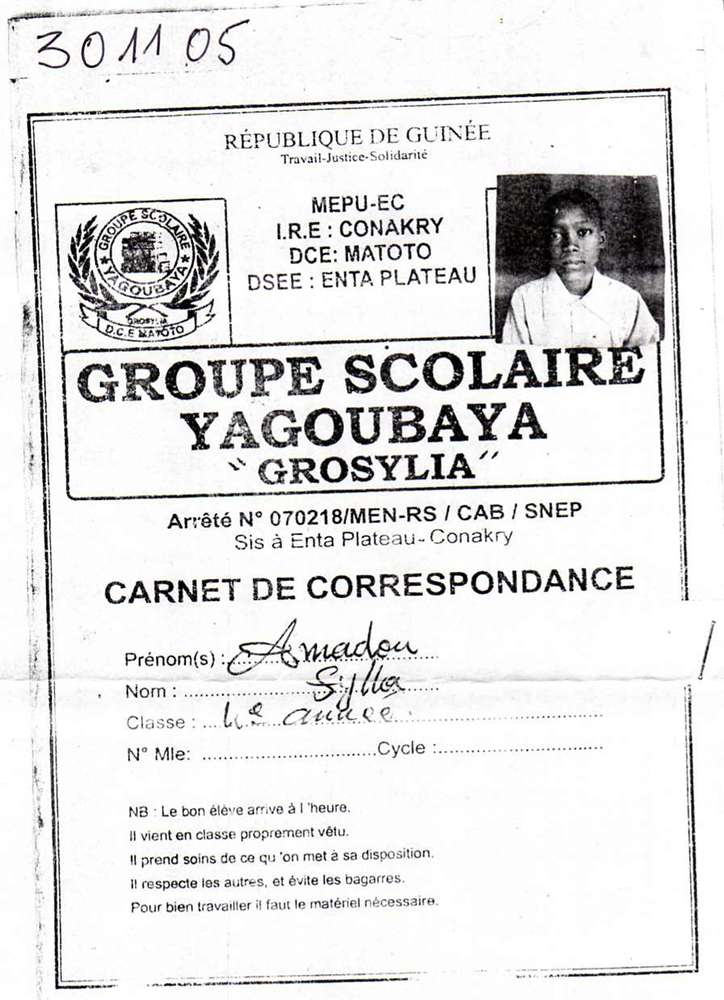 30 11 05
RÉPUBLIQUE DE GUINÉE
Travail-Justice-Solidarité
GROUPE SCOLAIRE
YAGOUBAYA
GROSYLIA
D.C.E MATOTO
MEPU-EC
I.R.E : CONAKRY
DCE: MATOTO
DSEE : ENTA PLATEAU
GROUPE SCOLAIRE
YAGOUBAYA
"GROSYLIA"
Arrêté N° 070218/MEN-RS / CAB / SNEP
Sis à Enta Plateau- Conakry
CARNET DE CORRESPONDANCE
Prénom(s) : Amadou
Nom : Sylla
Classe : 4e année
N° Mle: ..............................Cycle :............................
NB : Le bon élève arrive à l 'heure.
Il vient en classe proprement vêtu.
Il prend soins de ce qu 'on met à sa disposition.
Il respecte les autres, et évite les bagarres.
Pour bien travailler il faut le matériel nécessaire.